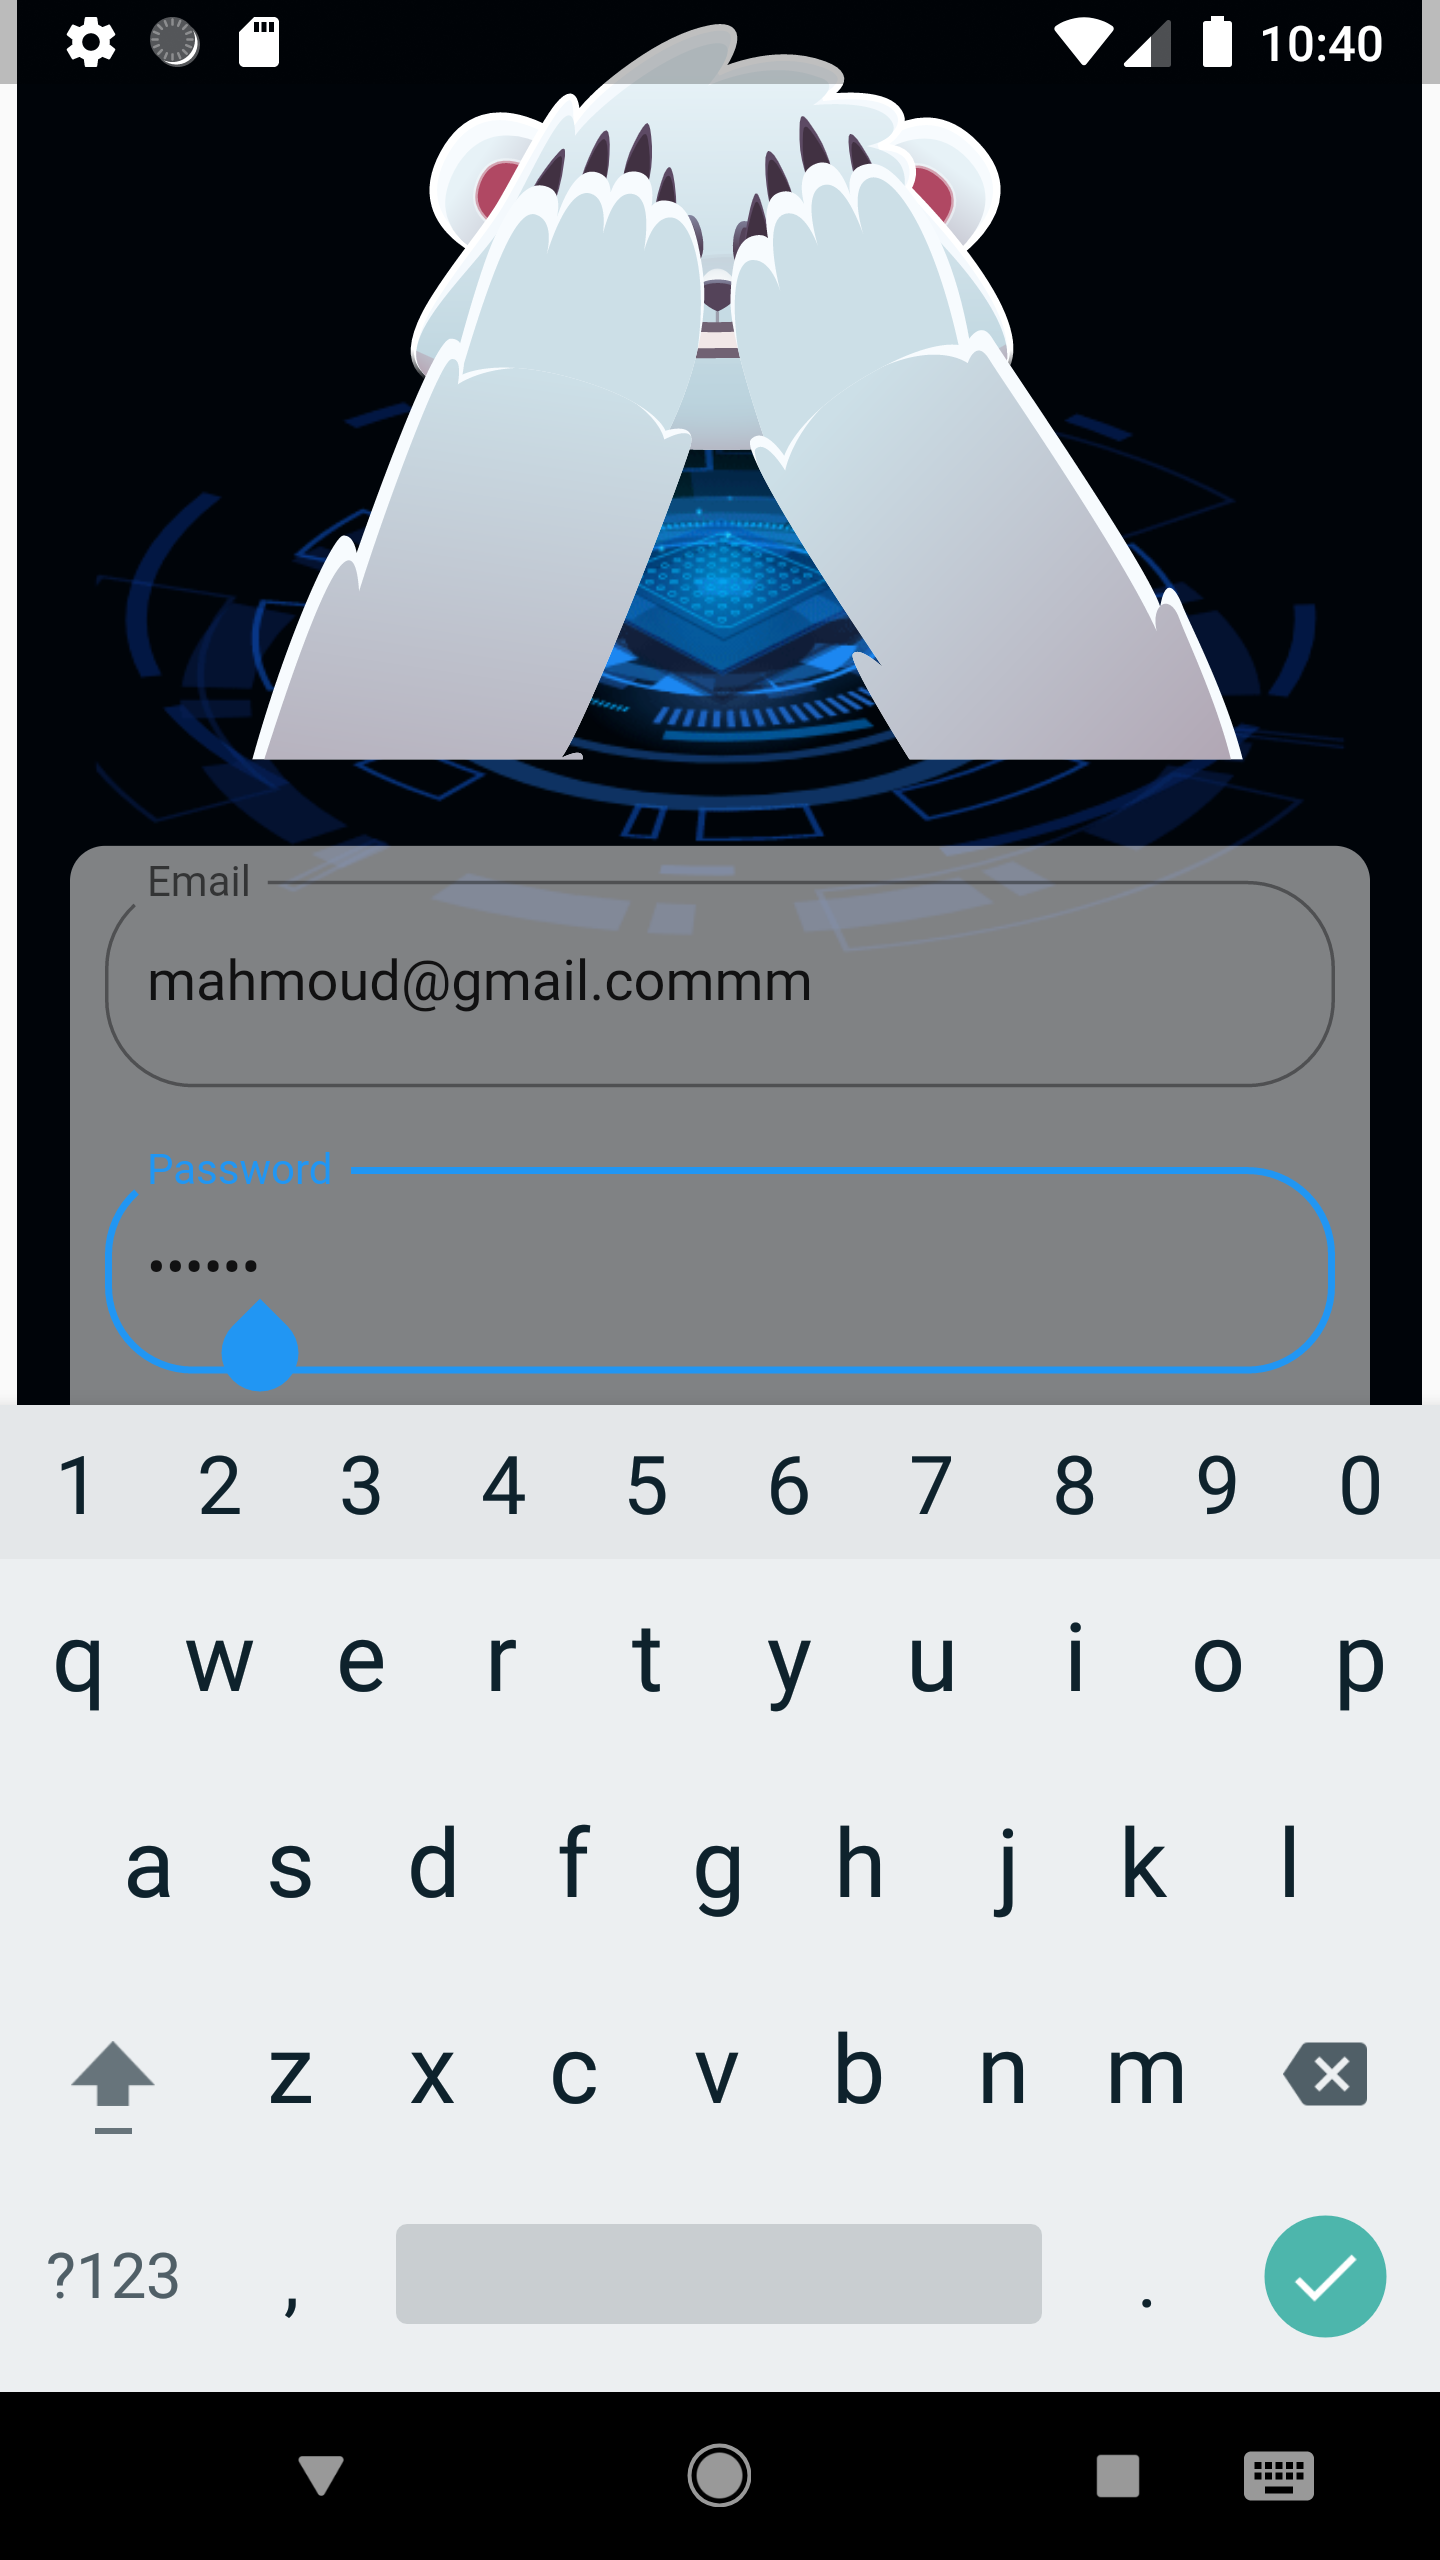 10:40
Email
mahmoud@gmail.commm
Password
••••••
1 2 3 4 5 6 7 8 9 0
q w e r t y u i o p
a s d f g h j k l
z x c v b n m
?123 , .